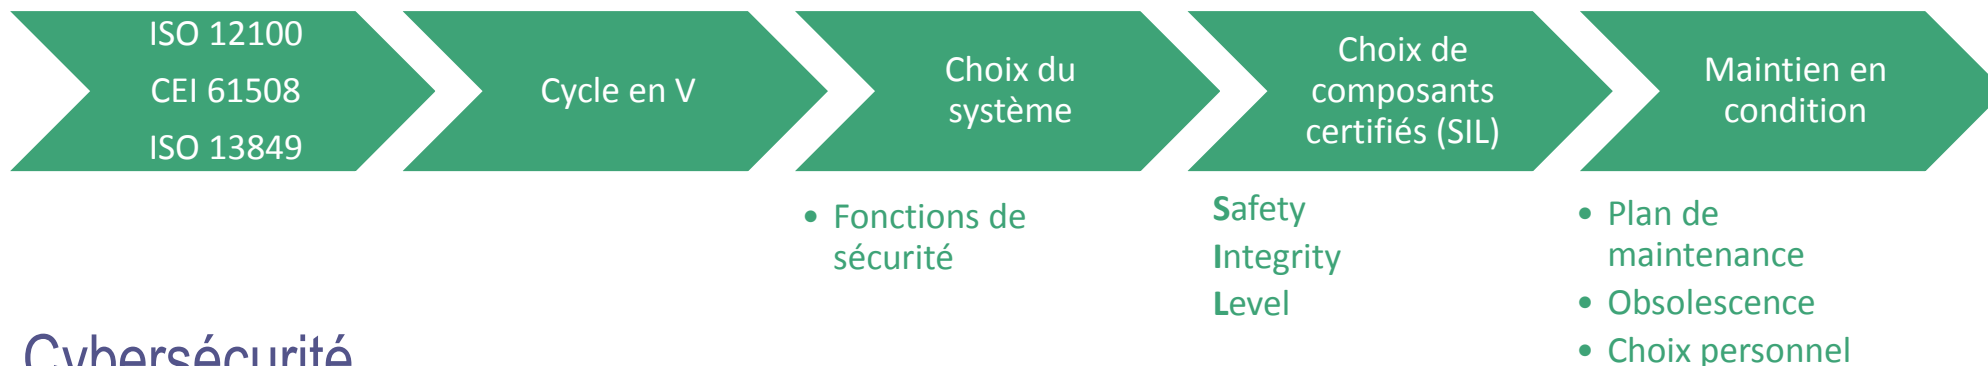 ISO 12100
CEI 61508
ISO 13849
Cycle en V
Choix du
système
Choix de
composants
certifiés (SIL)
Maintien en
condition
• Fonctions de
sécurité
Safety
Integrity
Level
• Plan de
maintenance
• Obsolescence
• Choix personnel
Cybersécurité